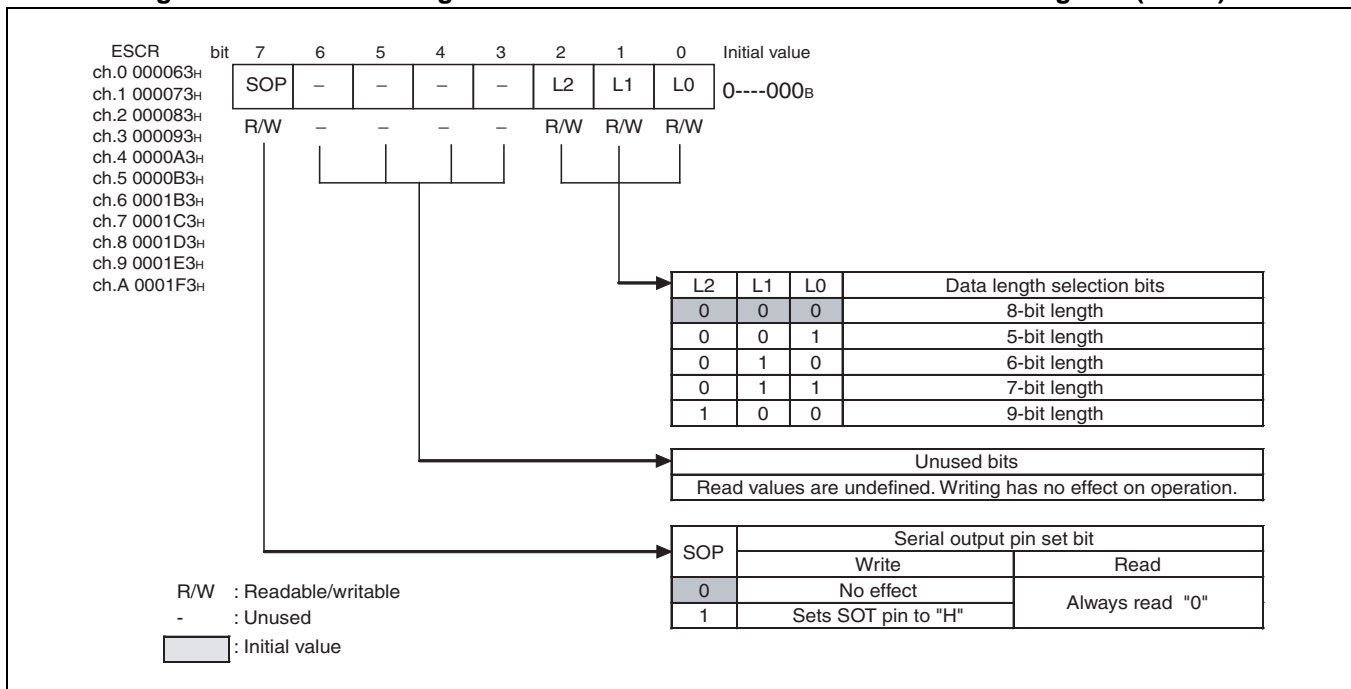 ESCR bit 7 6 5 4 3 2 1 0 Initial value
ch.0 000063H
ch.1 000073H
ch.2 000083H
ch.3 000093H
ch.4 0000A3H
ch.5 0000B3H
ch.6 0001B3H
ch.7 0001C3H
ch.8 0001D3H
ch.9 0001E3H
ch.A 0001F3H
SOP – – – – L2 L1 L0 0----000B
R/W – – – – R/W R/W R/W
L2 L1 L0 Data length selection bits
0 0 0 8-bit length
0 0 1 5-bit length
0 1 0 6-bit length
0 1 1 7-bit length
1 0 0 9-bit length
Unused bits
Read values are undefined. Writing has no effect on operation.
SOP Serial output pin set bit
Write Read
0 No effect Always read "0"
1 Sets SOT pin to "H"
R/W : Readable/writable
- : Unused
: Initial value